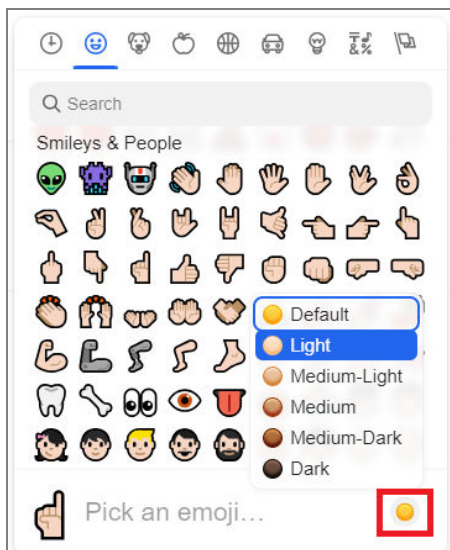 Search
Smileys & People
Default
Light
Medium-Light
Medium
Medium-Dark
Dark
Pick an emoji...